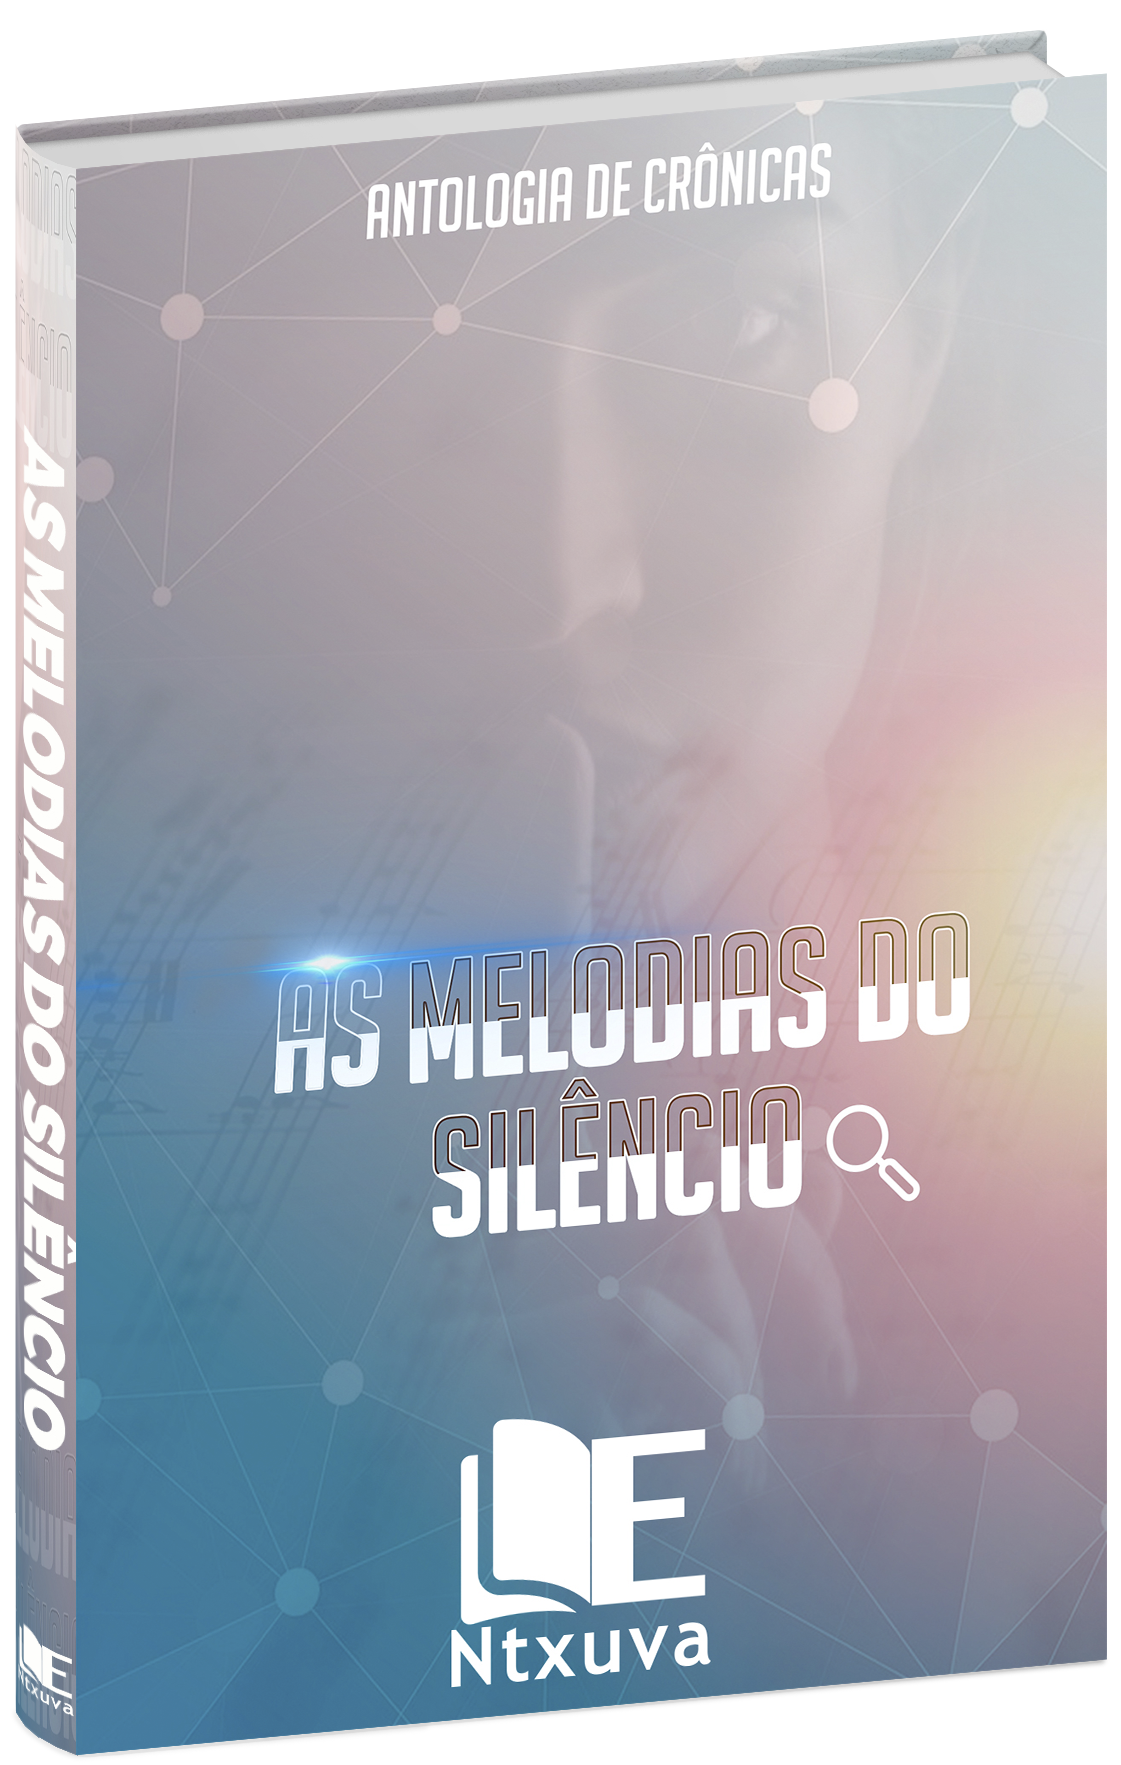 ANTOLOGIA DE CRÔNICAS
AS MELODIAS DO
SILÊNCIO
E
Ntxuva
AS MELODIAS DO SILÊNCIO
E
Ntxuva